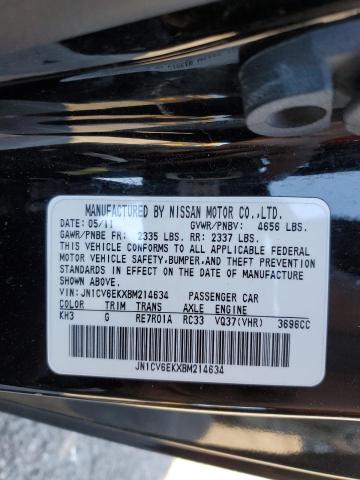 MANUFACTURED BY NISSAN MOTOR CO.,LTD.
DATE: 05/11 GVWR/PNBV: 4656 LBS.
GAWR/PNBE FR: 2335 LBS. RR: 2337 LBS.
THIS VEHICLE CONFORMS TO ALL APPLICABLE FEDERAL
MOTOR VEHICLE SAFETY, BUMPER, AND THEFT PREVENTION
STANDARDS IN EFFECT ON THE DATE OF MANUFACTURE
SHOWN ABOVE.
VIN: JN1CV6EKXBM214634 PASSENGER CAR
COLOR TRIM TRANS AXLE ENGINE
KH3 G RE7R01A RC33 VQ37(VHR) 3696CC
JN1CV6EKXBM214634